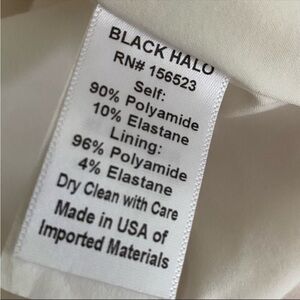 BLACK HALO
RN# 156523
Self:
90% Polyamide
10% Elastane
Lining:
96% Polyamide
4% Elastane
Dry Clean with Care
Made in USA of
Imported Materials